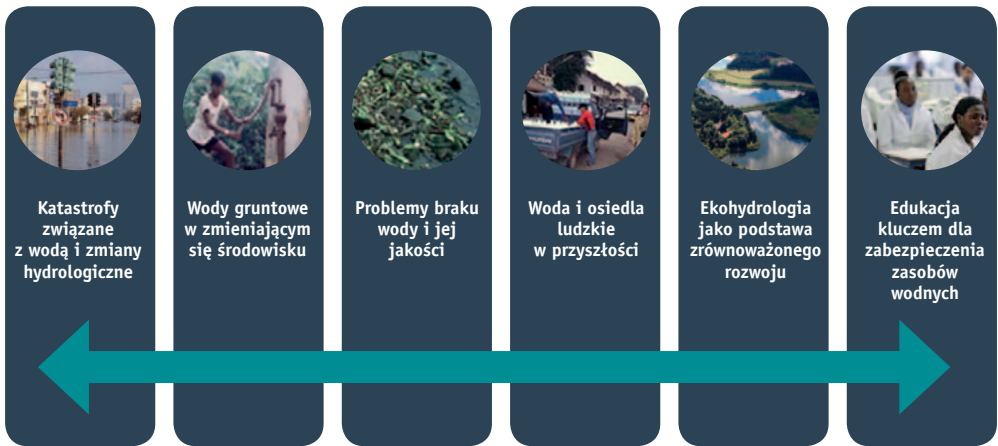 Katastrofy
związane
z wodą i zmiany
hydrologiczne
Wody gruntowe
w zmieniającym
się środowisku
Problemy braku
wody i jej
jakości
Woda i osiedla
ludzkie
w przyszłości
Ekohydrologia
jako podstawa
zrównoważonego
rozwoju
Edukacja
kluczem dla
zabezpieczenia
zasobów
wodnych